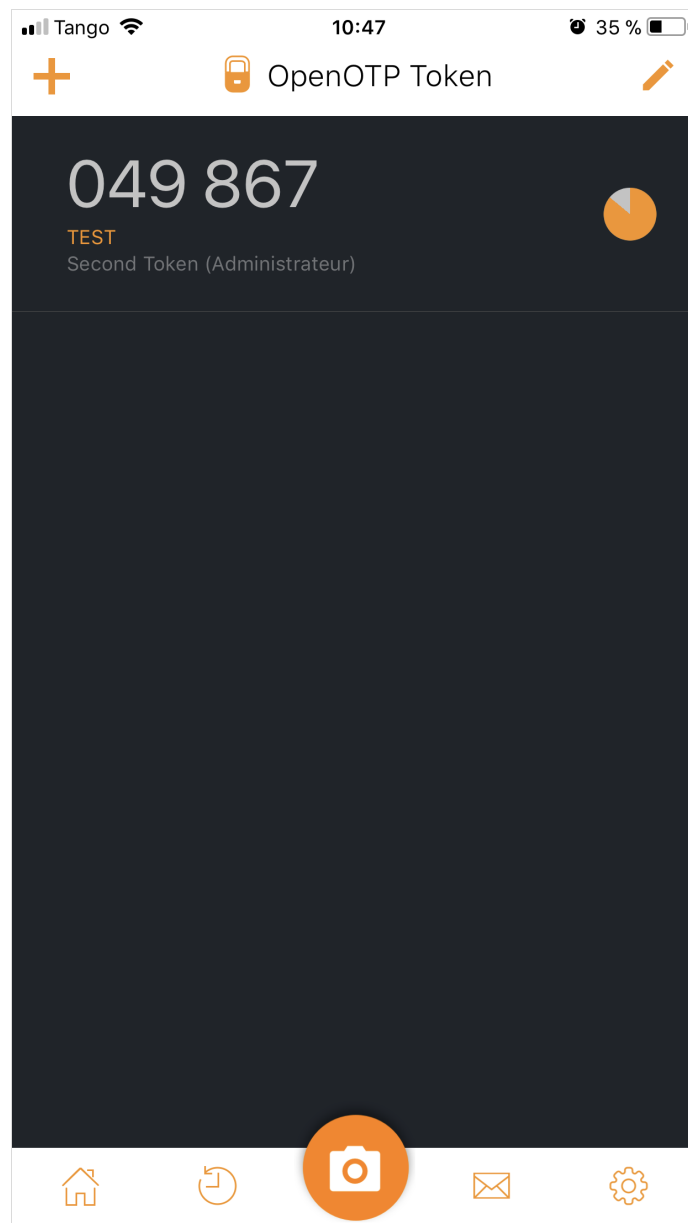 Tango 10:47 35 %
OpenOTP Token
049 867
TEST
Second Token (Administrateur)